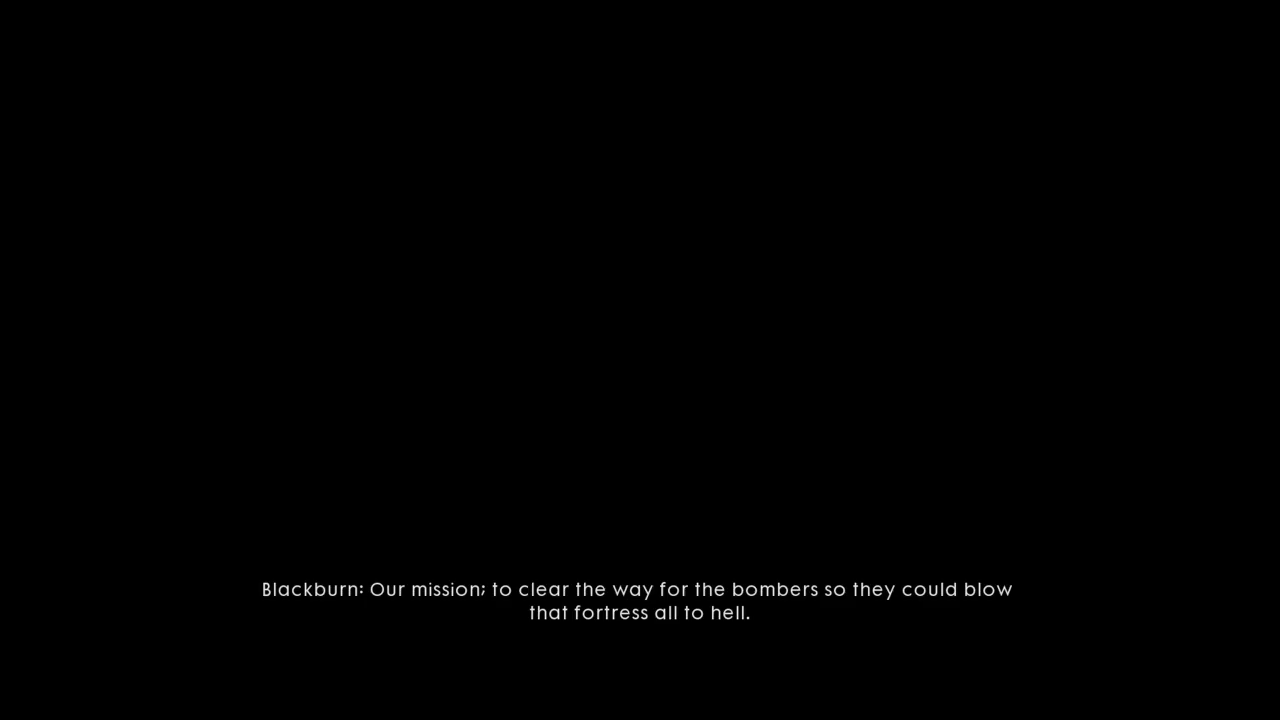 Blackburn: Our mission; to clear the way for the bombers so they could blow
that fortress all to hell.